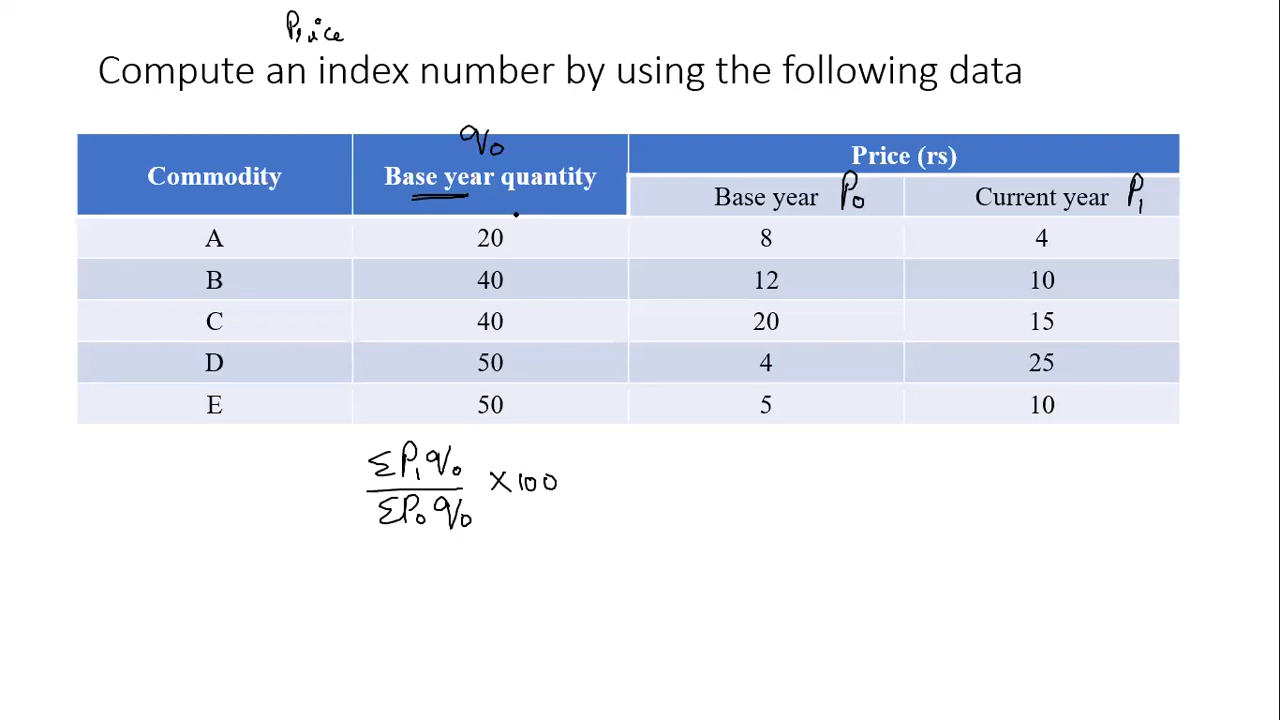 Price
Compute an index number by using the following data
q₀
Commodity Base year quantity Price (rs)
Base year P₀ Current year P₁
A 20 8 4
B 40 12 10
C 40 20 15
D 50 4 25
E 50 5 10
ΣP₁q₀
ΣP₀q₀ ×100